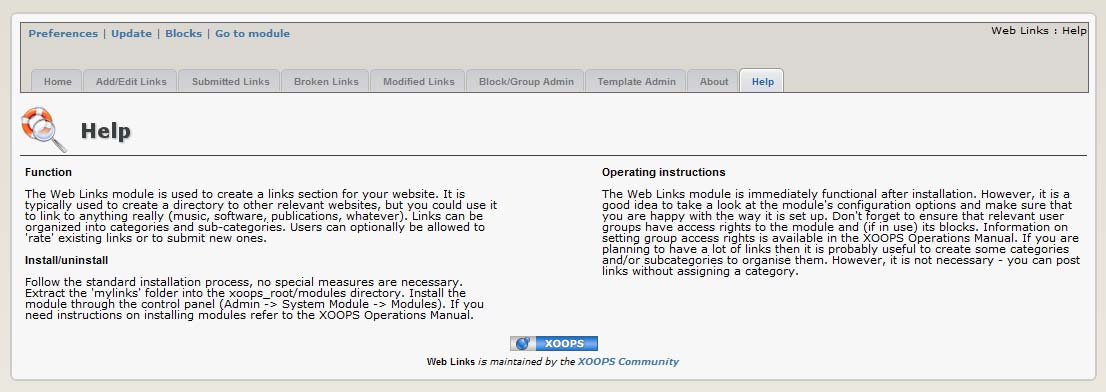 Preferences | Update | Blocks | Go to module
Web Links : Help
Home Add/Edit Links Submitted Links Broken Links Modified Links Block/Group Admin Template Admin About Help
Help
Function
The Web Links module is used to create a links section for your website. It is
typically used to create a directory to other relevant websites, but you could use it
to link to anything really (music, software, publications, whatever). Links can be
organized into categories and sub-categories. Users can optionally be allowed to
'rate' existing links or to submit new ones.
Install/uninstall
Follow the standard installation process, no special measures are necessary.
Extract the 'mylinks' folder into the xoops_root/modules directory. Install the
module through the control panel (Admin -> System Module -> Modules). If you
need instructions on installing modules refer to the XOOPS Operations Manual.
Operating instructions
The Web Links module is immediately functional after installation. However, it is a
good idea to take a look at the module's configuration options and make sure that
you are happy with the way it is set up. Don't forget to ensure that relevant user
groups have access rights to the module and (if in use) its blocks. Information on
setting group access rights is available in the XOOPS Operations Manual. If you are
planning to have a lot of links then it is probably useful to create some categories
and/or subcategories to organise them. However, it is not necessary - you can post
links without assigning a category.
XOOPS
Web Links is maintained by the XOOPS Community